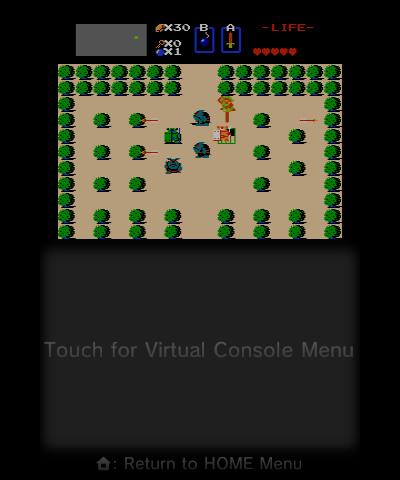 X30 B A -LIFE-
X0
X1
Touch for Virtual Console Menu
: Return to HOME Menu